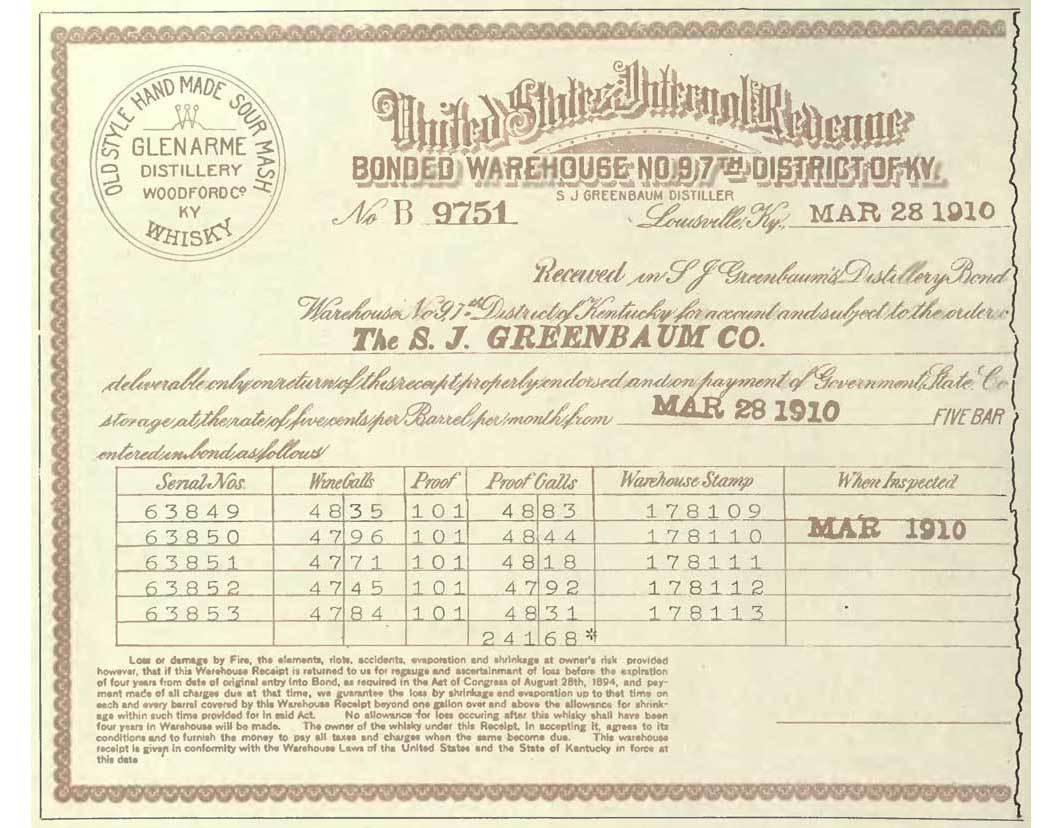 OLD STYLE HAND MADE SOUR MASH
GLENARME
DISTILLERY
WOODFORD Co
KY
WHISKY
United States Internal Revenue
BONDED WAREHOUSE NO. 9, 7TH DISTRICT OF KY.
S J GREENBAUM DISTILLER
No B 9751
Louisville, Ky., MAR 28 1910
Received in S J Greenbaum's Distillery Bond
Warehouse No 9, 7th District of Kentucky for account and subject to the order
The S. J. GREENBAUM CO.
deliverable only on return of this receipt properly endorsed and on payment of Government, State, Co
storage at the rate of five cents per Barrel per month from MAR 28 1910 FIVE BAR
entered in bond, as follows
Serial Nos. Wine Galls Proof Proof Galls Warehouse Stamp When Inspected
63849 4835 101 4883 178109
63850 4796 101 4844 178110 MAR 1910
63851 4771 101 4818 178111
63852 4745 101 4792 178112
63853 4784 101 4831 178113
24168*
Loss or damage by Fire, the elements, riots, accidents, evaporation and shrinkage at owner's risk provided
however, that if this Warehouse Receipt is returned to us for regauge and ascertainment of loss before the expiration
of four years from date of original entry into Bond, as required in the Act of Congress of August 28th, 1894, and pay-
ment made of all charges due at that time, we guarantee the loss by shrinkage and evaporation up to that time on
each and every barrel covered by this Warehouse Receipt beyond one gallon over and above the allowance for shrink-
age within such time provided for in said Act. No allowance for loss occuring after this whisky shall have been
four years in Warehouse will be made. The owner of the whisky under this Receipt, in accepting it, agrees to its
conditions and to furnish the money to pay all taxes and charges when the same become due. This warehouse
receipt is given in conformity with the Warehouse Laws of the United States and the State of Kentucky in force at
this date